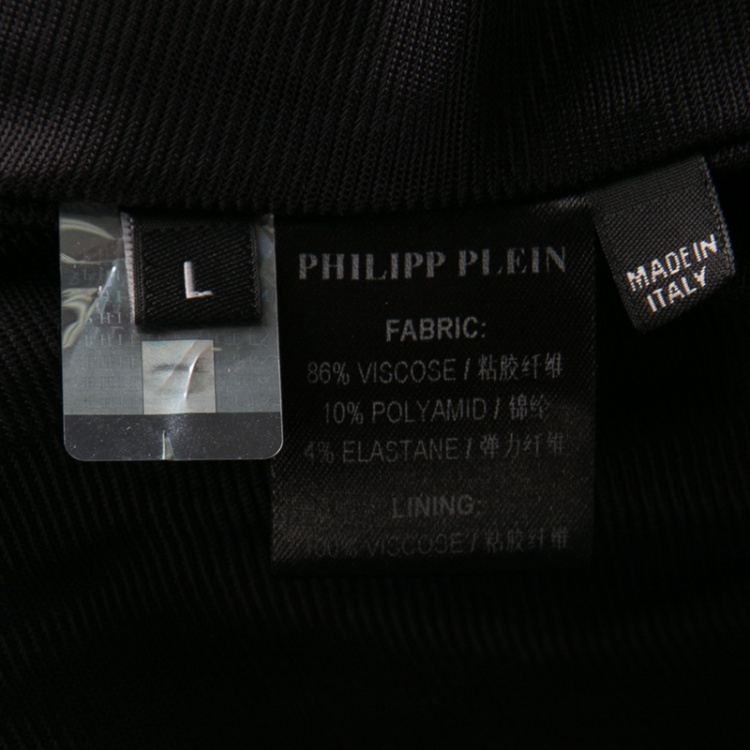 L
PHILIPP PLEIN
MADE IN
ITALY
FABRIC:
86% VISCOSE / 粘胶纤维
10% POLYAMID / 锦纶
4% ELASTANE / 弹力纤维
LINING:
100% VISCOSE / 粘胶纤维